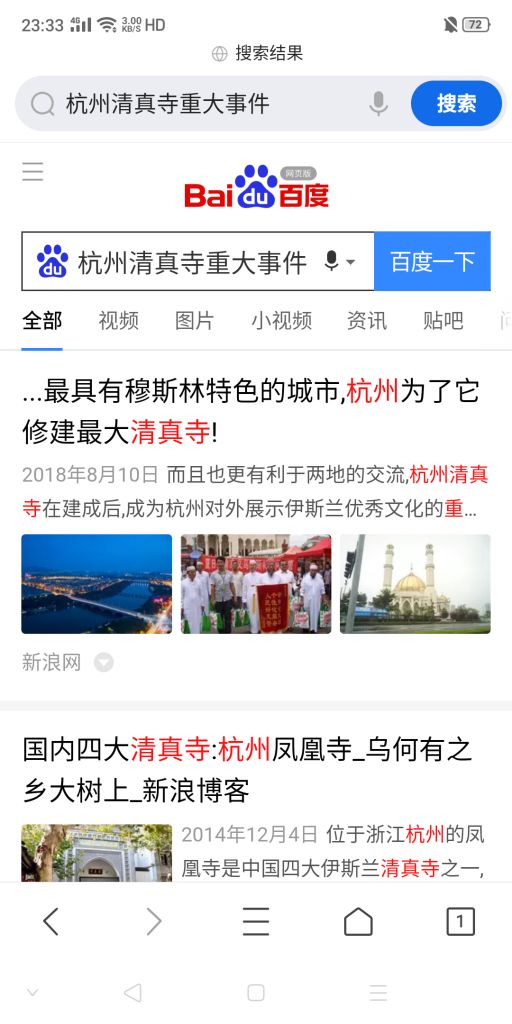 23:33 4G 3.00 KB/S HD 72
搜索结果
杭州清真寺重大事件 搜索
Bai du 百度 网页版
du 杭州清真寺重大事件 百度一下
全部 视频 图片 小视频 资讯 贴吧
...最具有穆斯林特色的城市,杭州为了它
修建最大清真寺!
2018年8月10日 而且也更有利于两地的交流,杭州清真
寺在建成后,成为杭州对外展示伊斯兰优秀文化的重...
新浪网
国内四大清真寺:杭州凤凰寺_乌何有之
乡大树上_新浪博客
2014年12月4日 位于浙江杭州的凤
凰寺是中国四大伊斯兰清真寺之一,
1